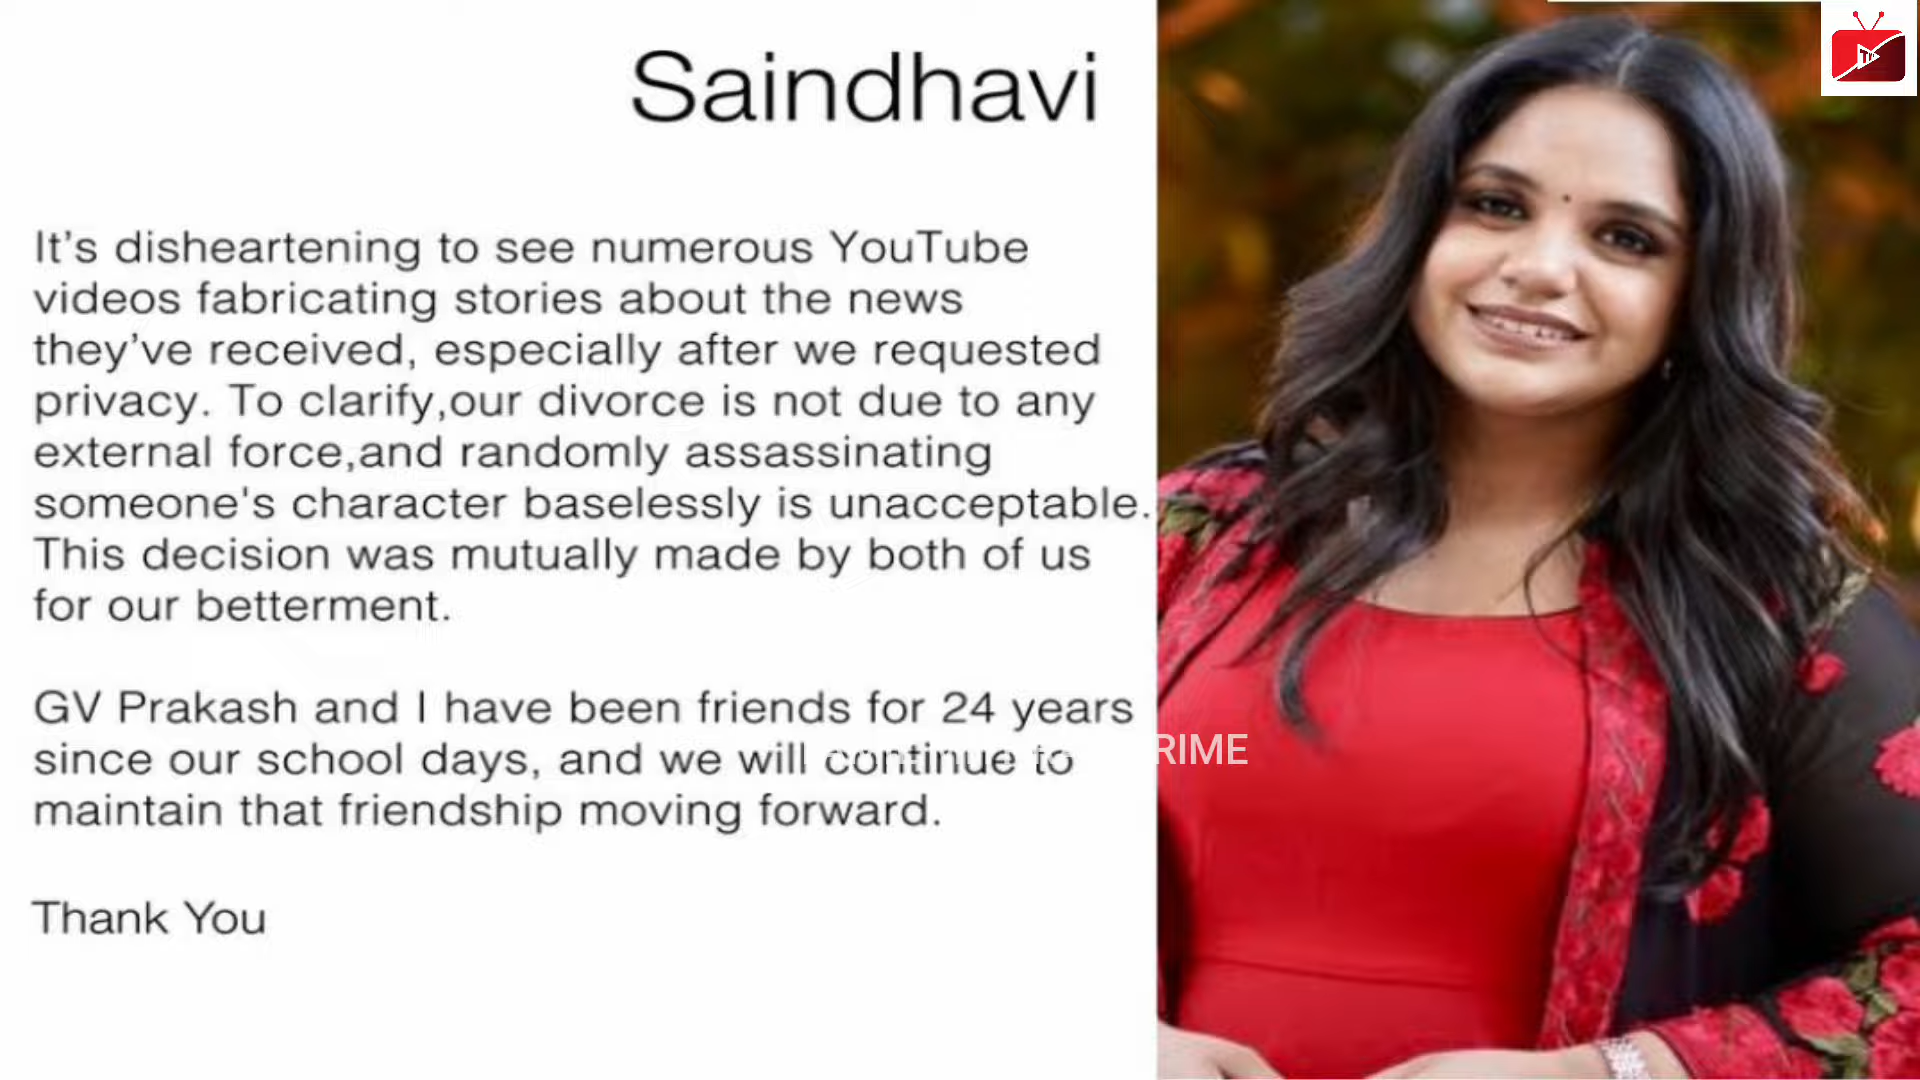 Saindhavi
It's disheartening to see numerous YouTube
videos fabricating stories about the news
they've received, especially after we requested
privacy. To clarify,our divorce is not due to any
external force,and randomly assassinating
someone's character baselessly is unacceptable.
This decision was mutually made by both of us
for our betterment.
GV Prakash and I have been friends for 24 years
since our school days, and we will continue to
maintain that friendship moving forward.
Thank You